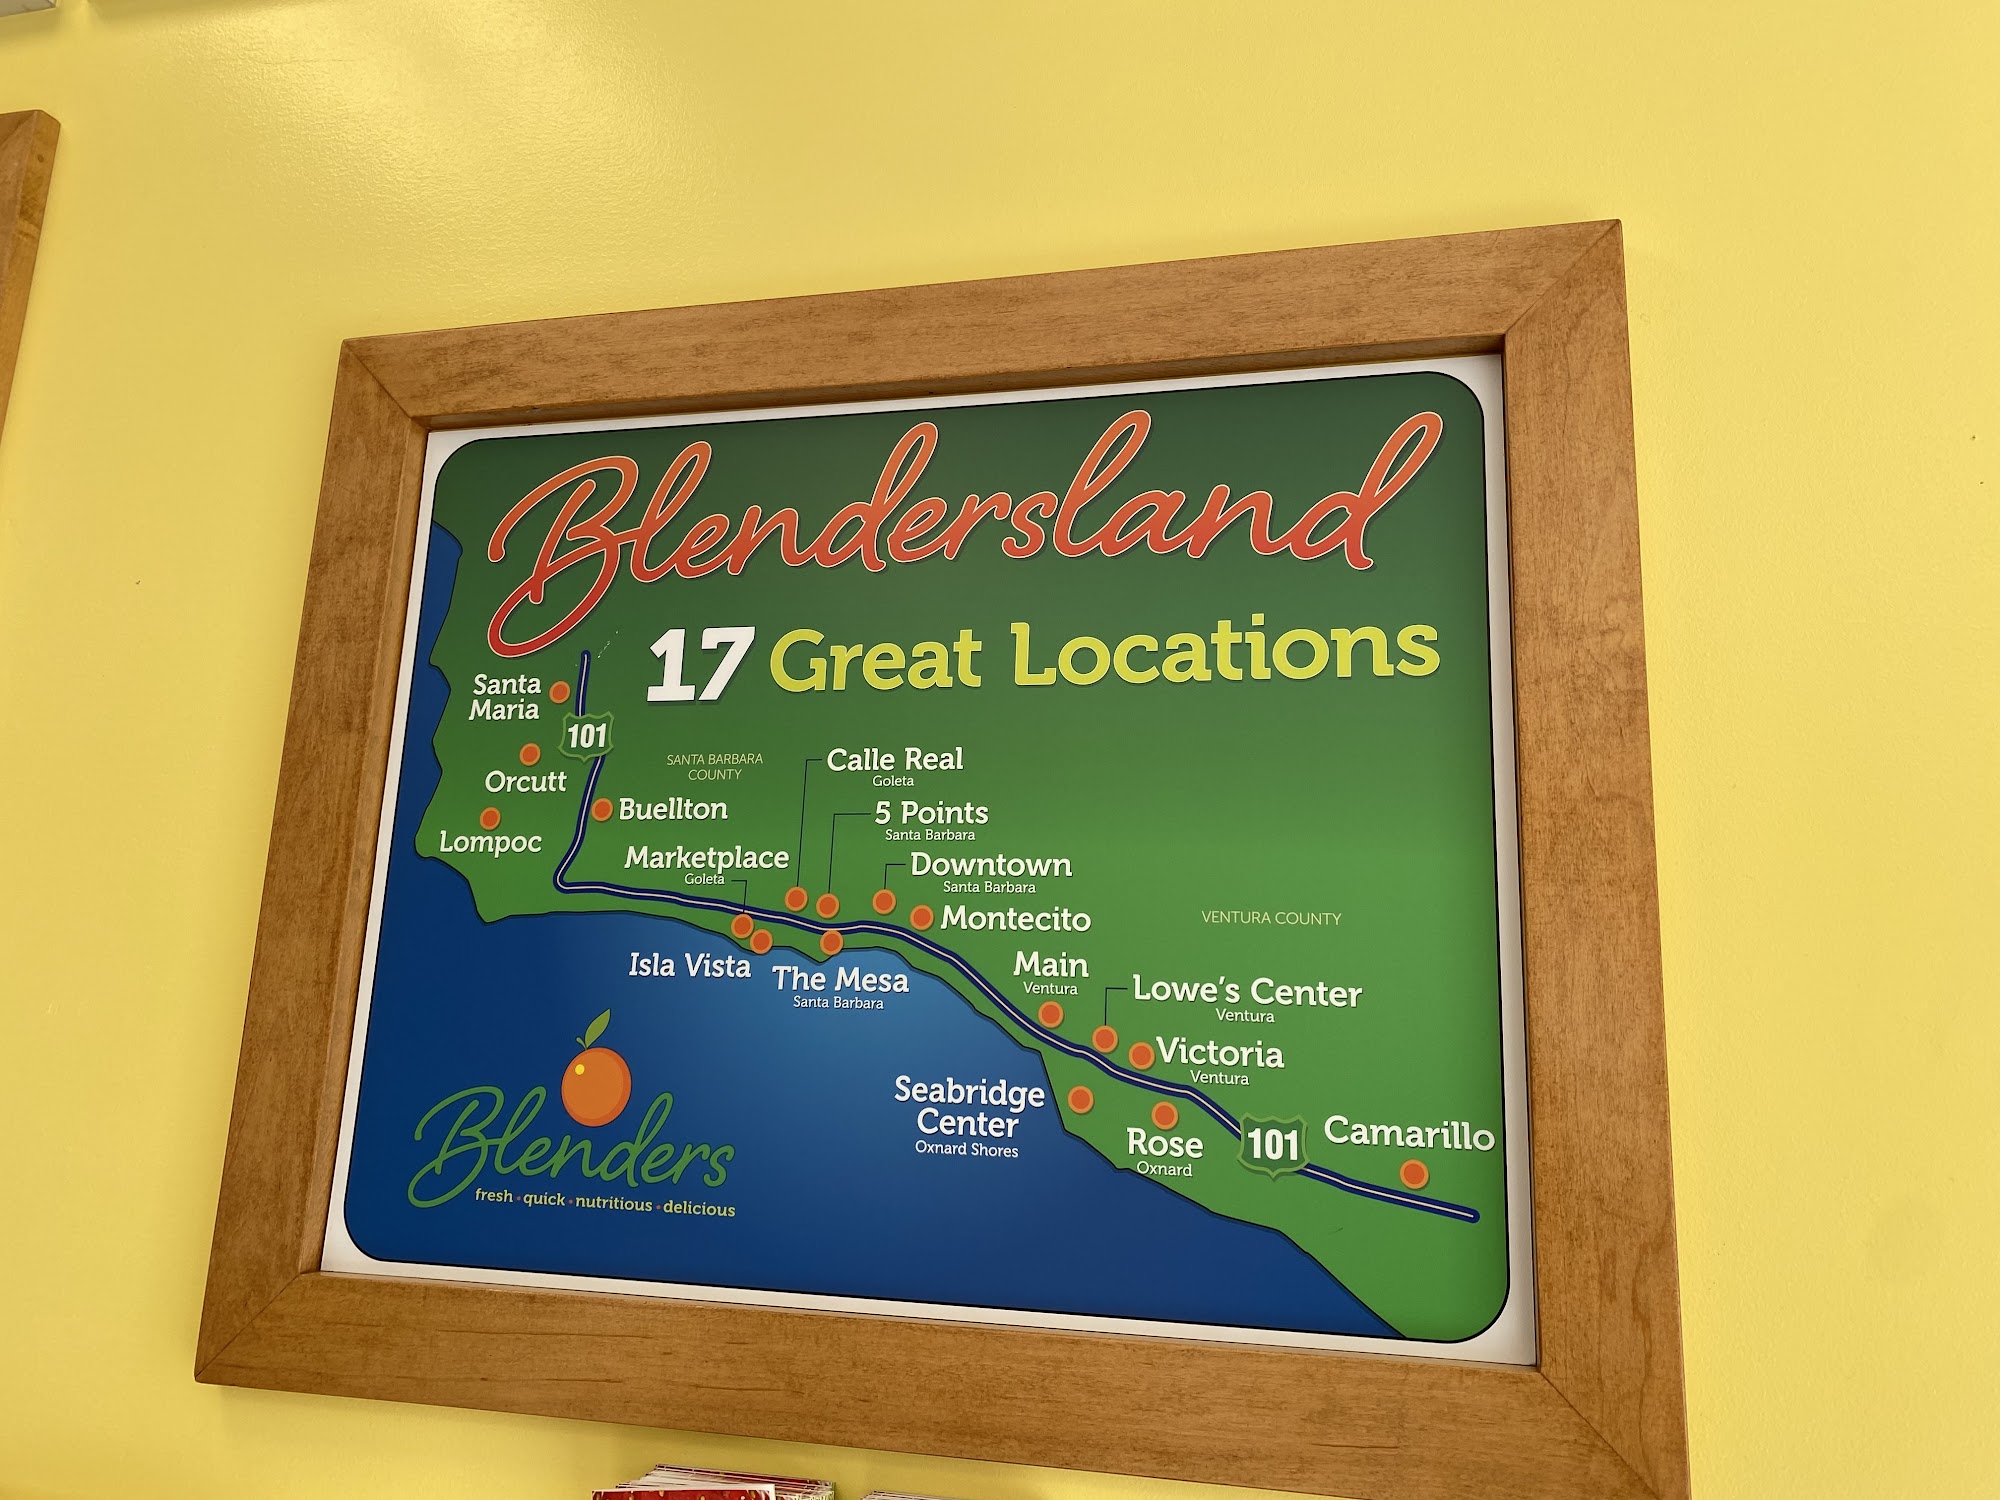 Blendersland
17 Great Locations
Santa
Maria
101
Orcutt
Lompoc
Buellton
SANTA BARBARA
COUNTY
Calle Real
Goleta
5 Points
Santa Barbara
Marketplace
Goleta
Downtown
Santa Barbara
Montecito
Isla Vista
The Mesa
Santa Barbara
VENTURA COUNTY
Main
Ventura
Lowe's Center
Ventura
Victoria
Ventura
Seabridge
Center
Oxnard Shores
Rose
Oxnard
101
Camarillo
Blenders
fresh • quick • nutritious • delicious